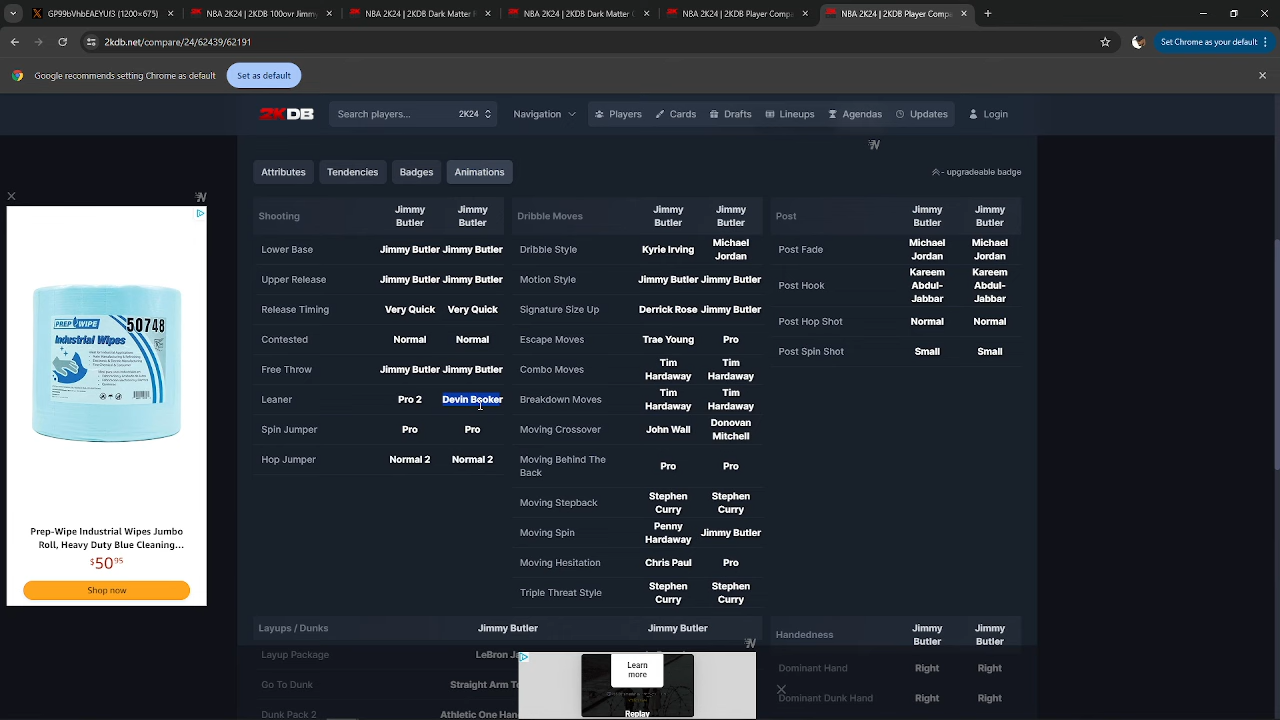 GP99bVhbEAEYUf3 (1200×675)
NBA 2K24 | 2KDB 100ovr Jimmy
NBA 2K24 | 2KDB Dark Matter
NBA 2K24 | 2KDB Dark Matter
NBA 2K24 | 2KDB Player Comp
NBA 2K24 | 2KDB Player Comp
2kdb.net/compare/24/62439/62191
Set Chrome as your default
Google recommends setting Chrome as default
Set as default
2KDB
Search players...
2K24
Navigation
Players
Cards
Drafts
Lineups
Agendas
Updates
Login
Attributes
Tendencies
Badges
Animations
- upgradeable badge
Shooting
Jimmy Butler
Jimmy Butler
Lower Base Jimmy Butler Jimmy Butler
Upper Release Jimmy Butler Jimmy Butler
Release Timing Very Quick Very Quick
Contested Normal Normal
Free Throw Jimmy Butler Jimmy Butler
Leaner Pro 2 Devin Booker
Spin Jumper Pro Pro
Hop Jumper Normal 2 Normal 2
Dribble Moves
Jimmy Butler
Jimmy Butler
Dribble Style Kyrie Irving Michael Jordan
Motion Style Jimmy Butler Jimmy Butler
Signature Size Up Derrick Rose Jimmy Butler
Escape Moves Trae Young Pro
Combo Moves Tim Hardaway Tim Hardaway
Breakdown Moves Tim Hardaway Tim Hardaway
Moving Crossover John Wall Donovan Mitchell
Moving Behind The Back Pro Pro
Moving Stepback Stephen Curry Stephen Curry
Moving Spin Penny Hardaway Jimmy Butler
Moving Hesitation Chris Paul Pro
Triple Threat Style Stephen Curry Stephen Curry
Post
Jimmy Butler
Jimmy Butler
Post Fade Michael Jordan Michael Jordan
Post Hook Kareem Abdul-Jabbar Kareem Abdul-Jabbar
Post Hop Shot Normal Normal
Post Spin Shot Small Small
Layups / Dunks Jimmy Butler Jimmy Butler
Layup Package LeBron
Go To Dunk Straight Arm
Dunk Pack 2 Athletic One
Handedness
Jimmy Butler
Jimmy Butler
Dominant Hand Right Right
Dominant Dunk Hand Right Right
PREP WIPE
50748
Industrial Wipes
Prep-Wipe Industrial Wipes Jumbo
Roll, Heavy Duty Blue Cleaning...
$50.95
Shop now
Learn
more
Replay